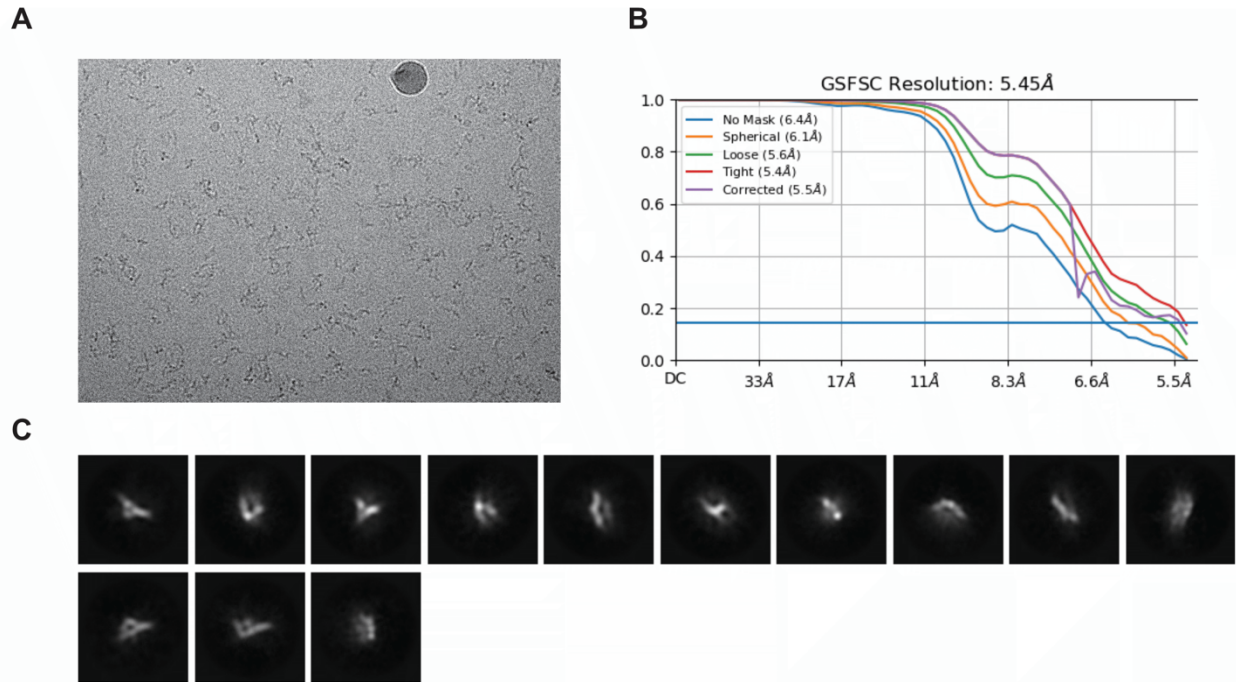 A
B
GSFSC Resolution: 5.45Å
1.0
No Mask (6.4Å)
Spherical (6.1Å)
0.8
Loose (5.6Å)
Tight (5.4Å)
Corrected (5.5Å)
0.6
0.4
0.2
0.0
DC 33Å 17Å 11Å 8.3Å 6.6Å 5.5Å
C